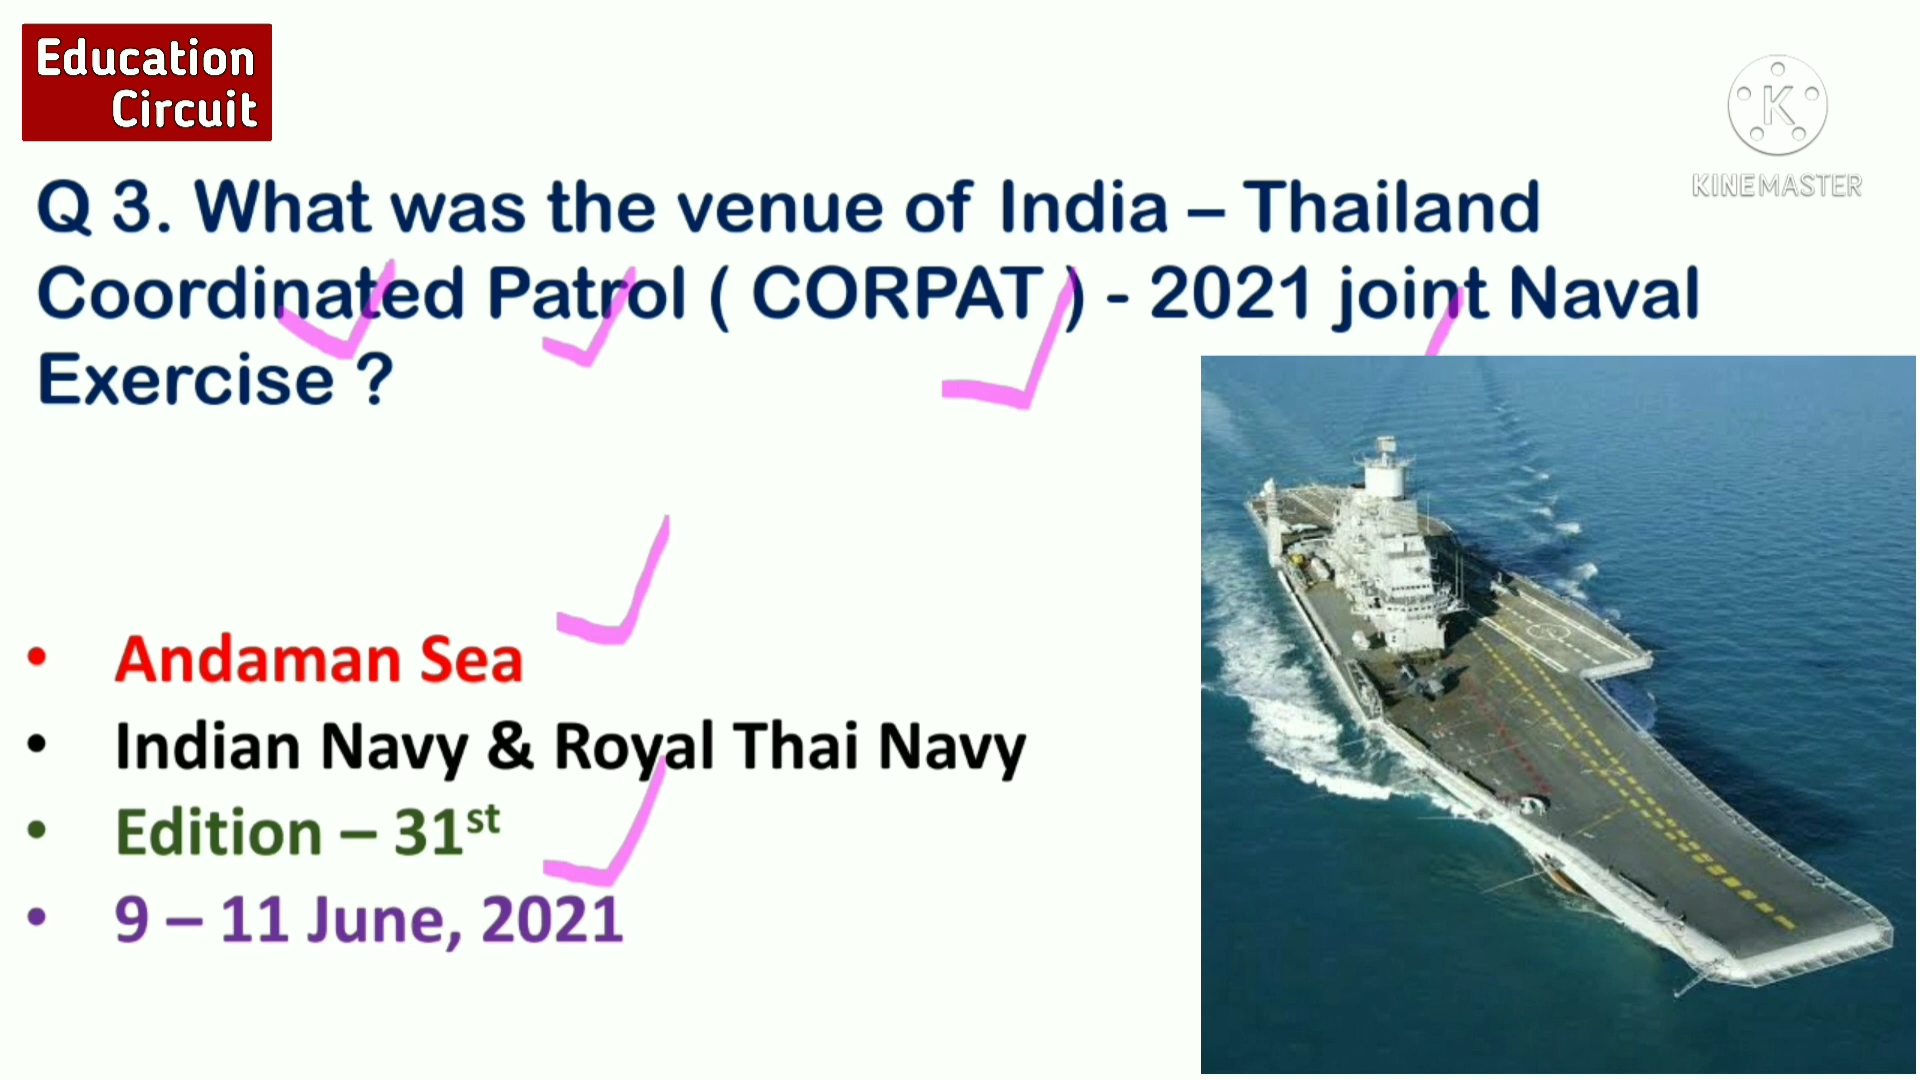 Education
Circuit
K
KINEMASTER
Q 3. What was the venue of India – Thailand
Coordinated Patrol ( CORPAT ) - 2021 joint Naval
Exercise ?
• Andaman Sea
• Indian Navy & Royal Thai Navy
• Edition – 31st
• 9 – 11 June, 2021